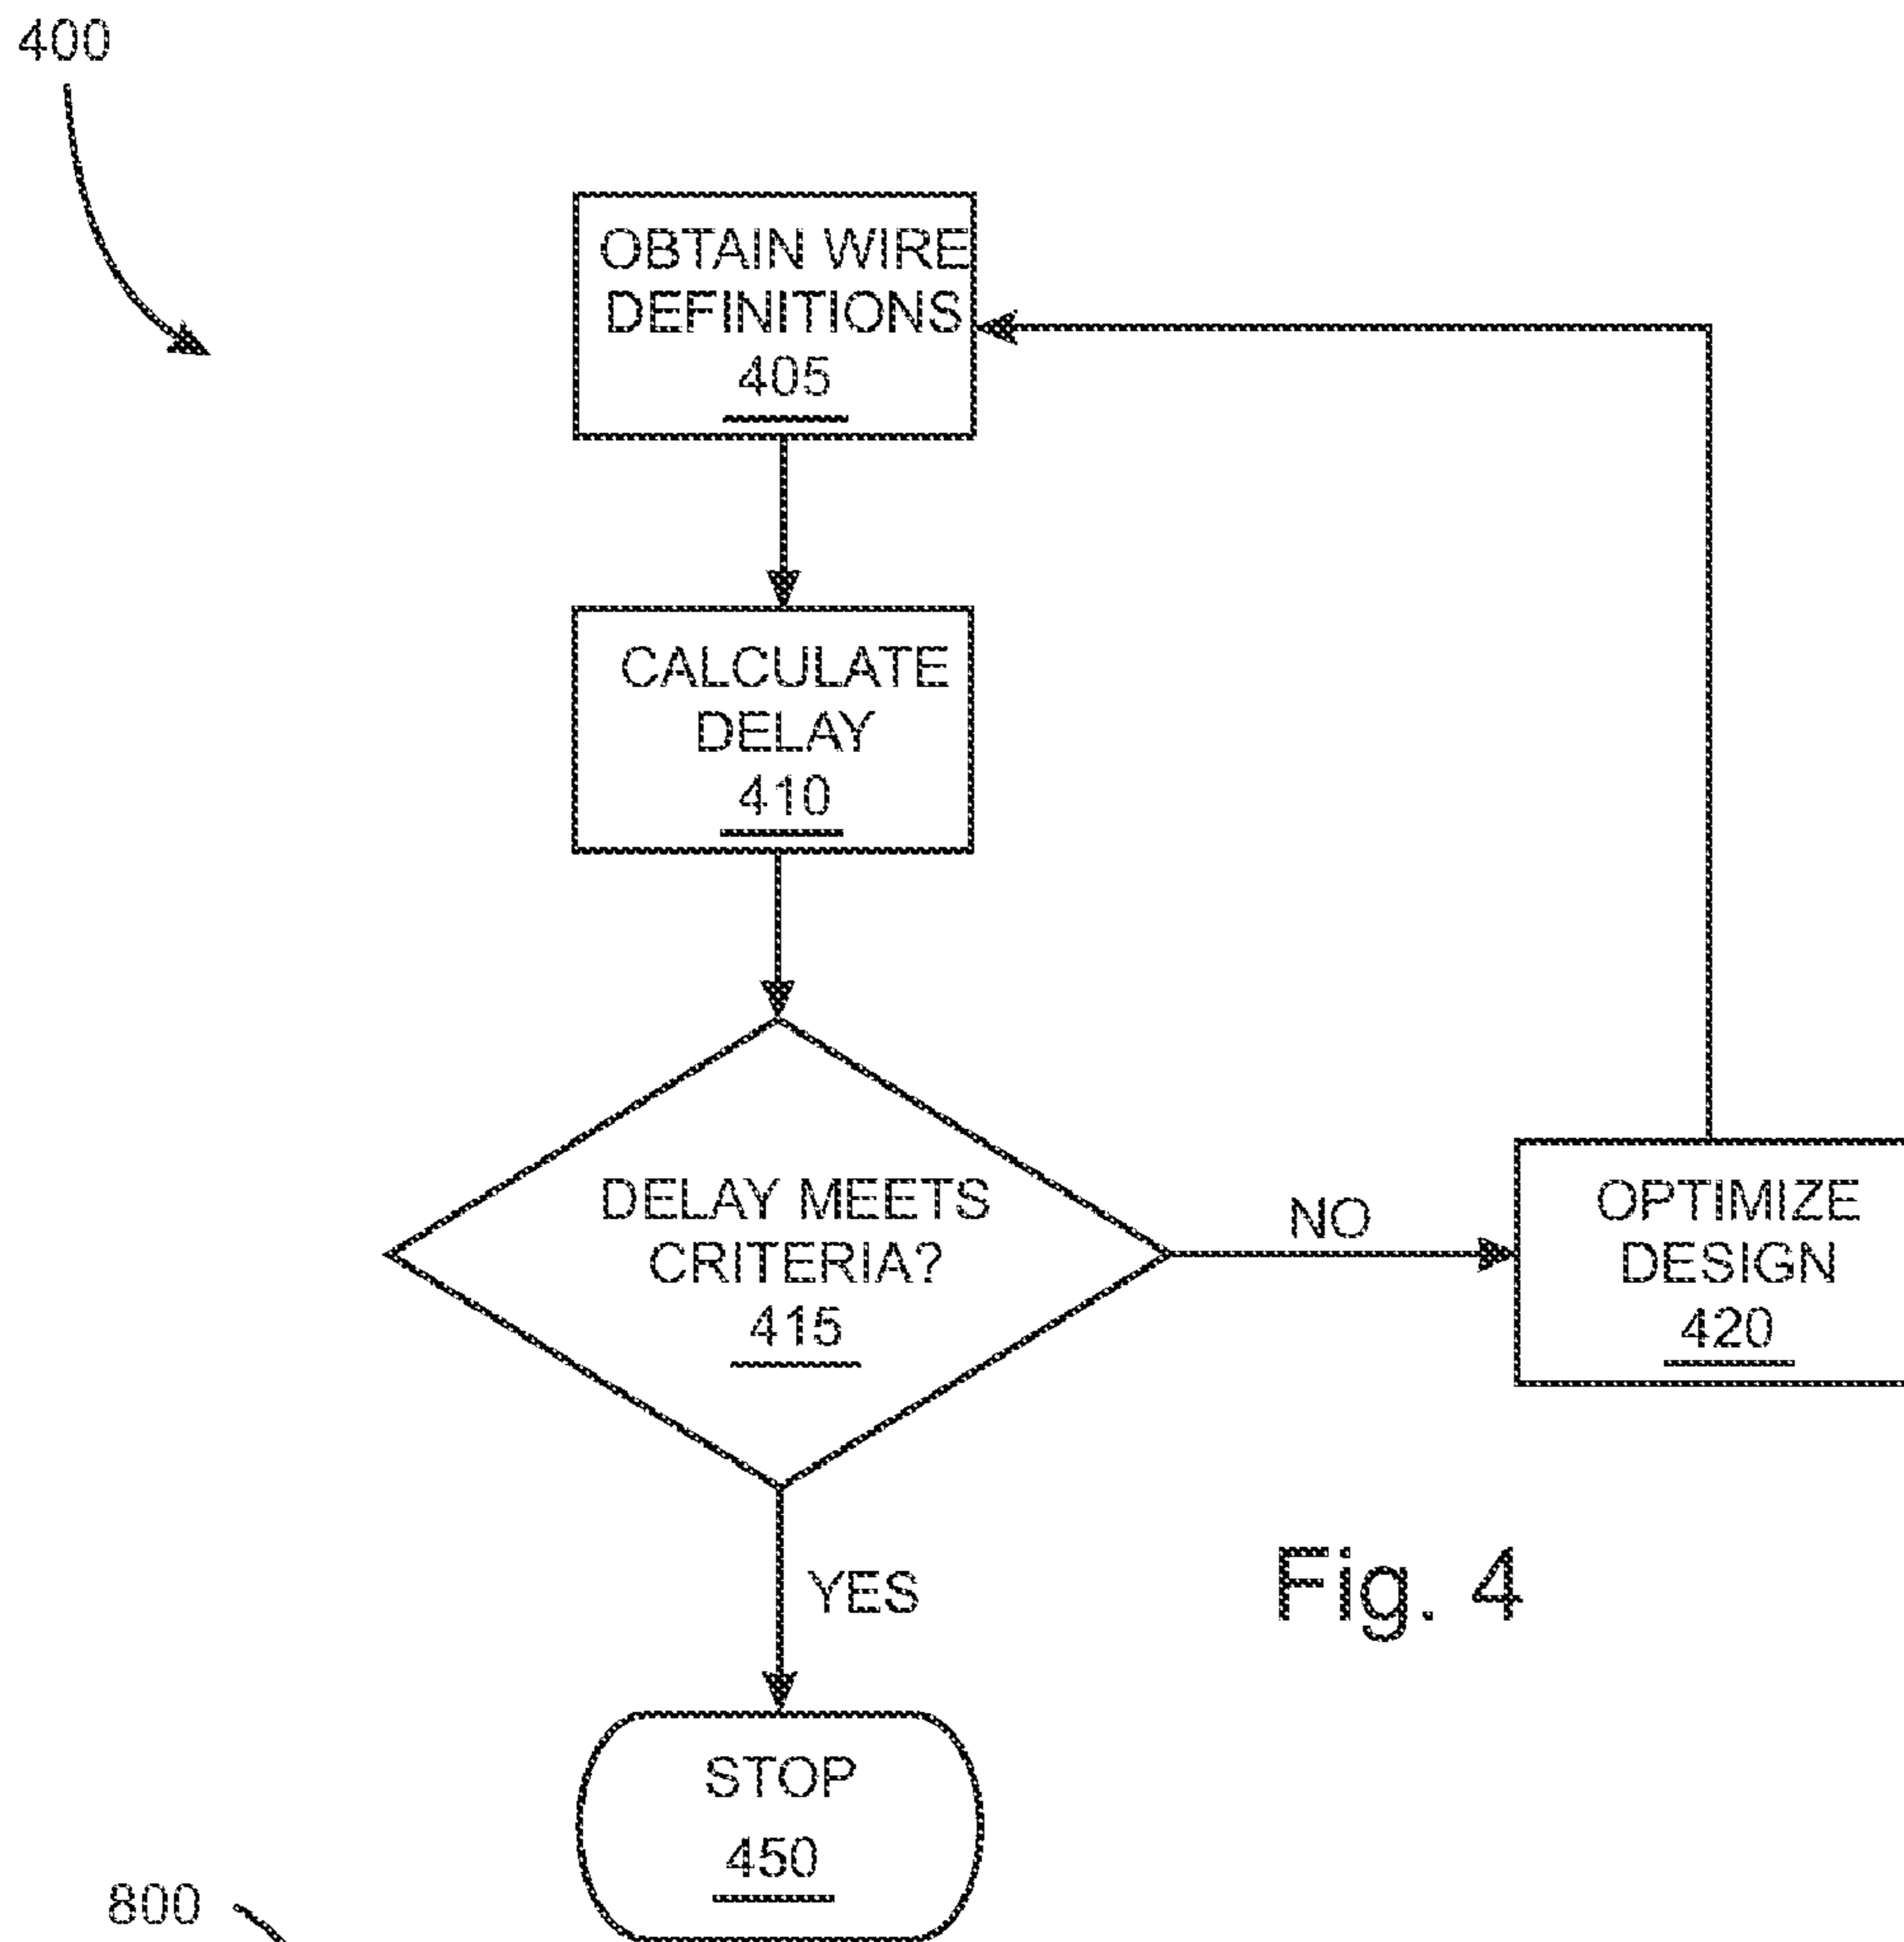 400
OBTAIN WIRE
DEFINITIONS
405
CALCULATE
DELAY
410
DELAY MEETS
CRITERIA?
415
NO
OPTIMIZE
DESIGN
420
YES
Fig. 4
STOP
450
800